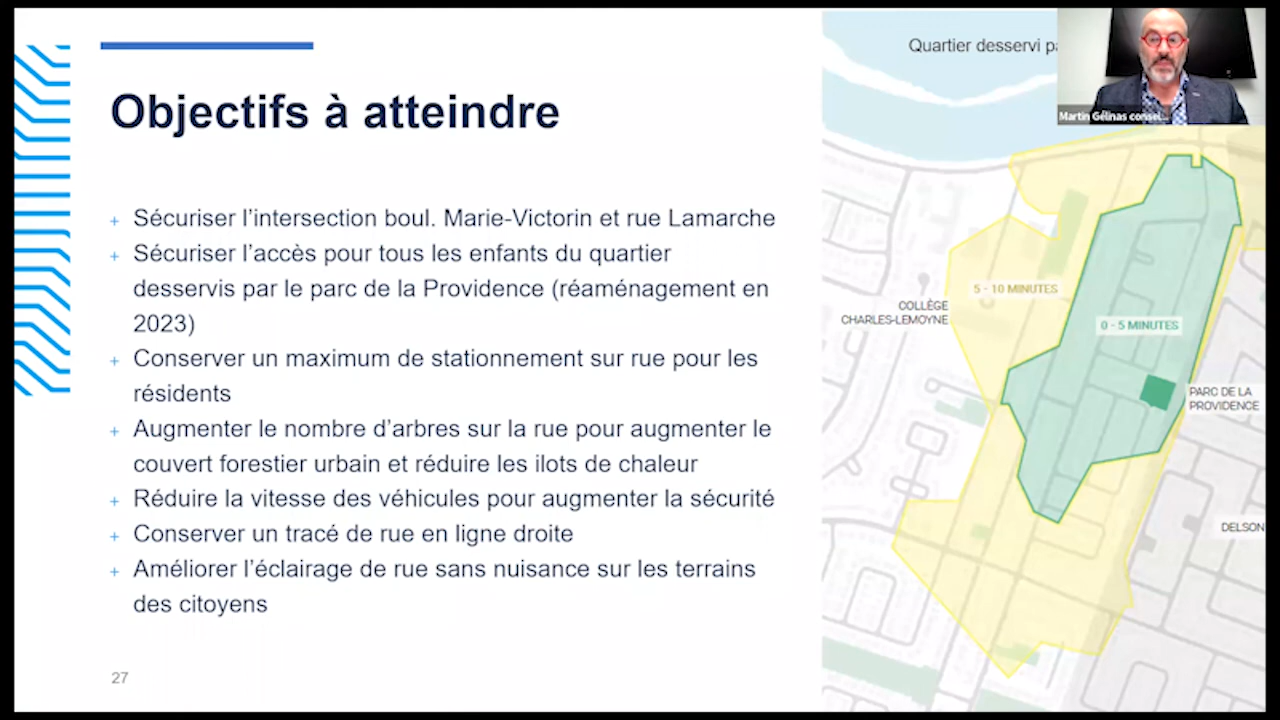 Objectifs à atteindre
+ Sécuriser l'intersection boul. Marie-Victorin et rue Lamarche
+ Sécuriser l'accès pour tous les enfants du quartier
desservis par le parc de la Providence (réaménagement en
2023)
+ Conserver un maximum de stationnement sur rue pour les
résidents
+ Augmenter le nombre d'arbres sur la rue pour augmenter le
couvert forestier urbain et réduire les ilots de chaleur
+ Réduire la vitesse des véhicules pour augmenter la sécurité
+ Conserver un tracé de rue en ligne droite
+ Améliorer l'éclairage de rue sans nuisance sur les terrains
des citoyens
27
Quartier desservi
Martin Gélinas consei...
5 - 10 MINUTES
COLLÈGE
CHARLES-LEMOYNE
0 - 5 MINUTES
PARC DE LA
PROVIDENCE
DELSON